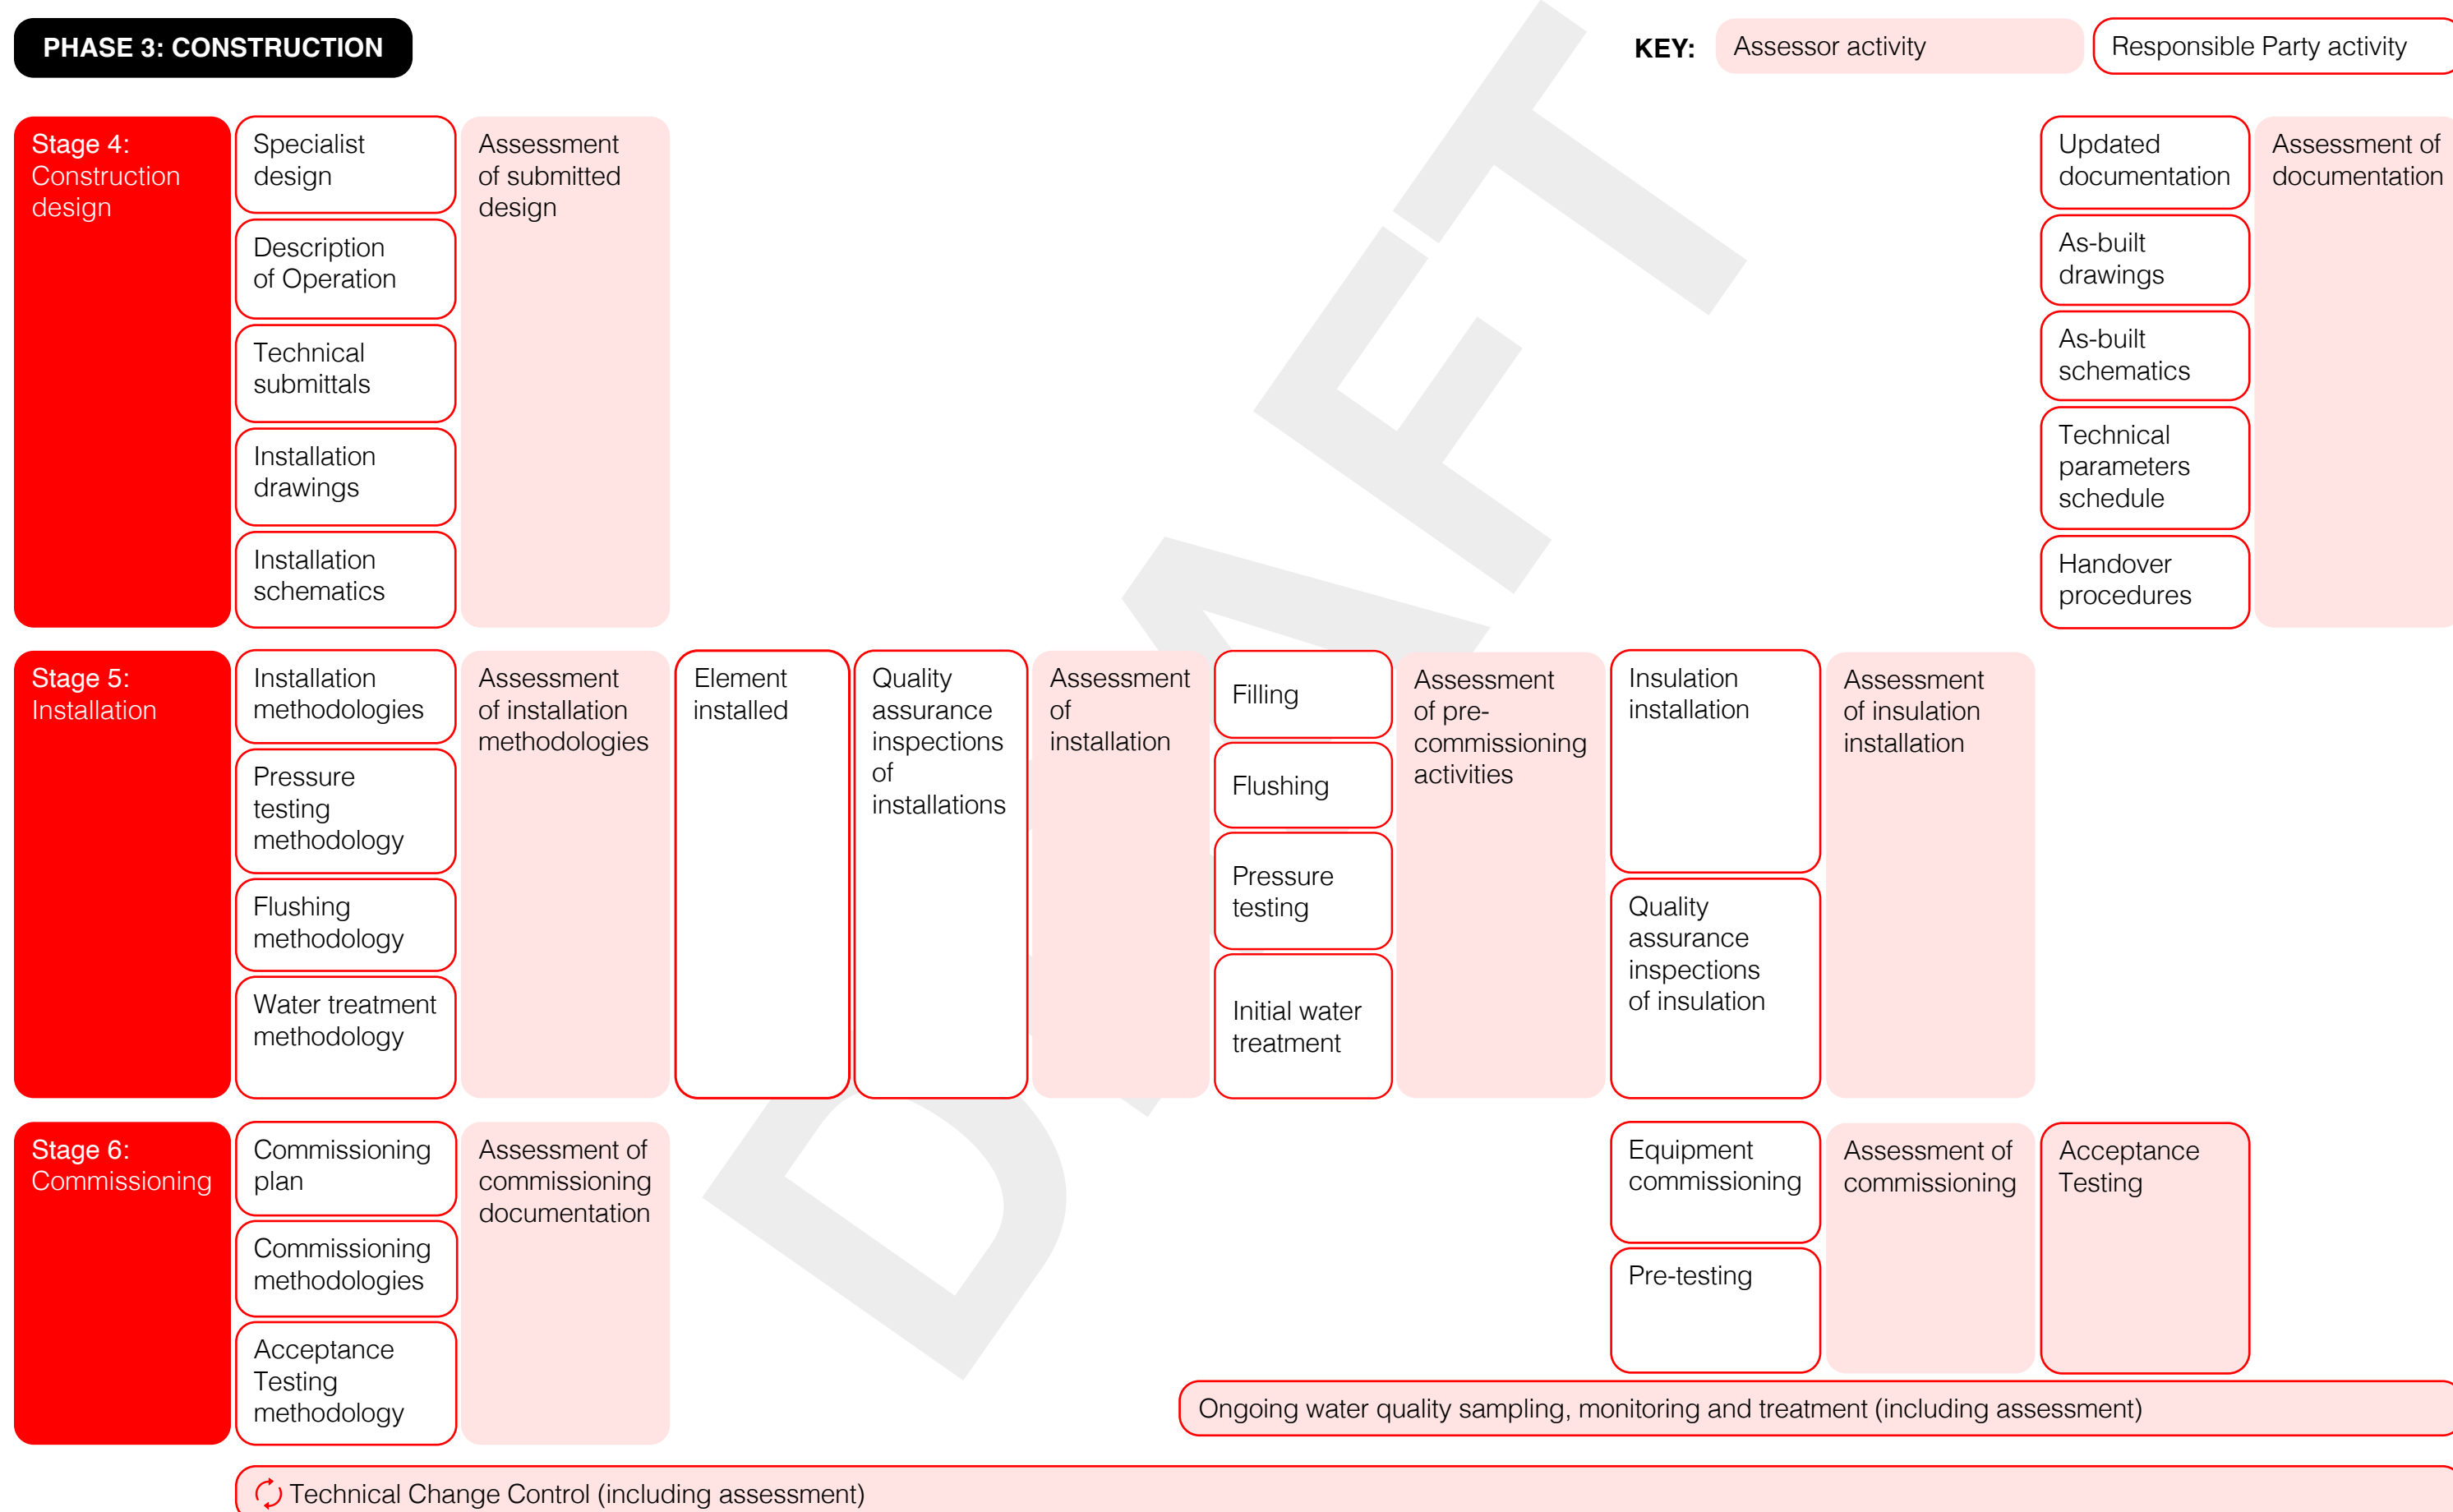 PHASE 3: CONSTRUCTION
KEY:
Assessor activity
Responsible Party activity
Stage 4:
Construction
design
Specialist
design
Description
of Operation
Technical
submittals
Installation
drawings
Installation
schematics
Assessment
of submitted
design
Updated
documentation
As-built
drawings
As-built
schematics
Technical
parameters
schedule
Handover
procedures
Assessment of
documentation
Stage 5:
Installation
Installation
methodologies
Pressure
testing
methodology
Flushing
methodology
Water treatment
methodology
Assessment
of installation
methodologies
Element
installed
Quality
assurance
inspections
of
installations
Assessment
of
installation
Filling
Flushing
Pressure
testing
Initial water
treatment
Assessment
of pre-
commissioning
activities
Insulation
installation
Quality
assurance
inspections
of insulation
Assessment
of insulation
installation
Stage 6:
Commissioning
Commissioning
plan
Commissioning
methodologies
Acceptance
Testing
methodology
Assessment of
commissioning
documentation
Equipment
commissioning
Pre-testing
Assessment of
commissioning
Acceptance
Testing
Ongoing water quality sampling, monitoring and treatment (including assessment)
Technical Change Control (including assessment)
DRAFT